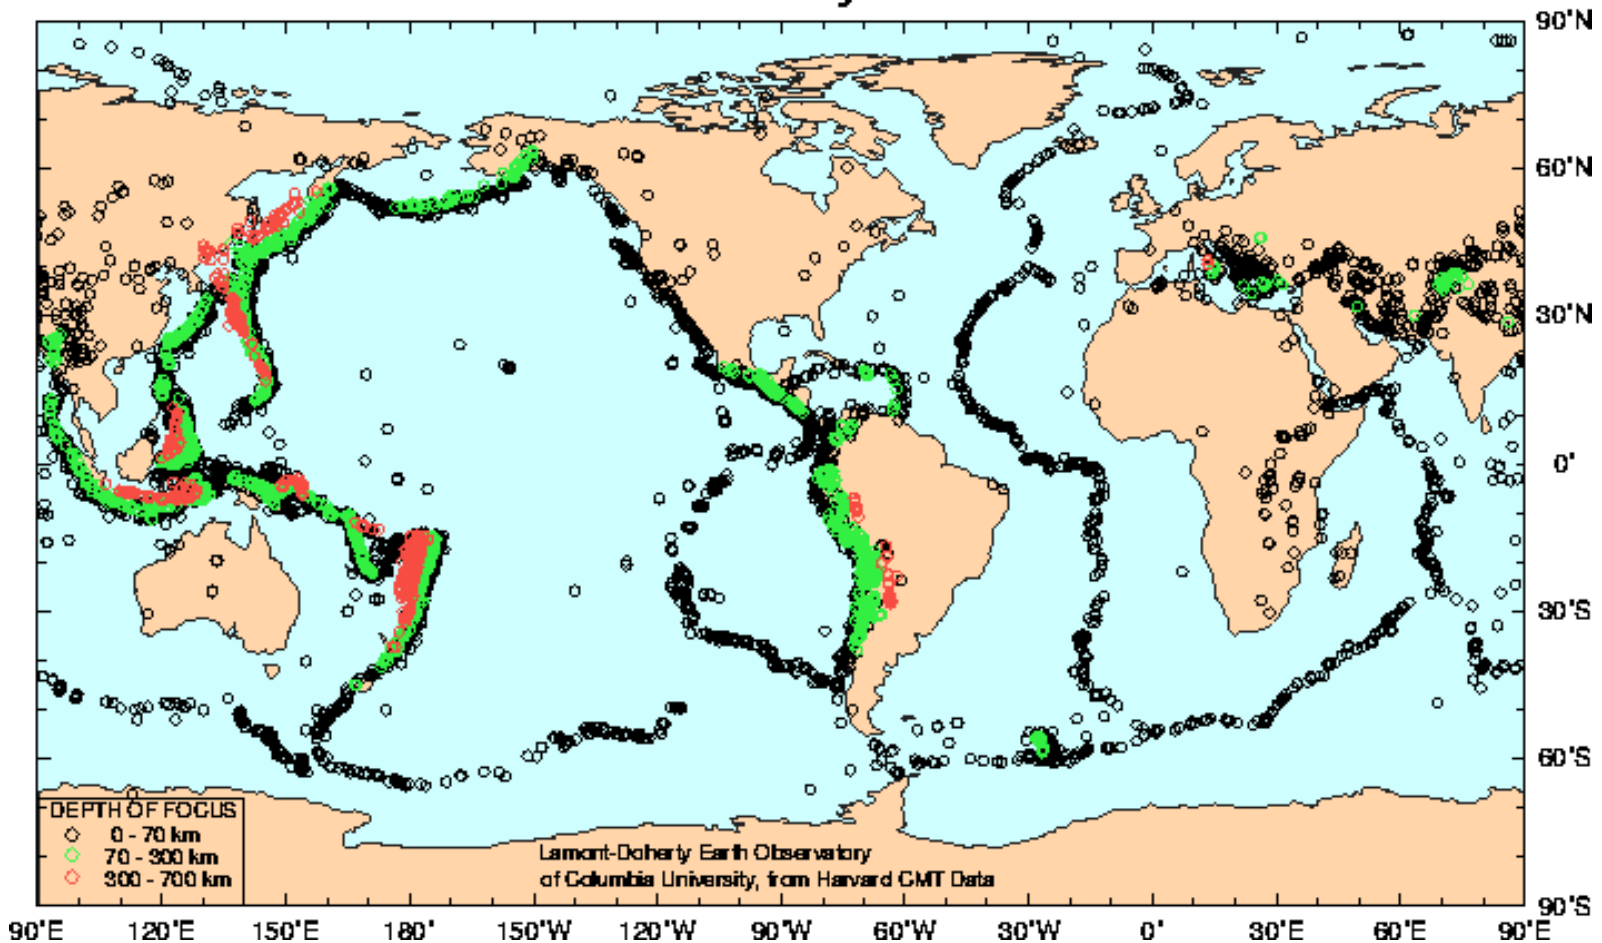 90°N
60°N
30°N
0°
30°S
60°S
90°S
DEPTH OF FOCUS
0 - 70 km
70 - 300 km
300 - 700 km
Lamont-Doherty Earth Observatory
of Columbia University, from Harvard CMT Data
90°E 120°E 150°E 180° 150°W 120°W 90°W 60°W 30°W 0° 30°E 60°E 90°E